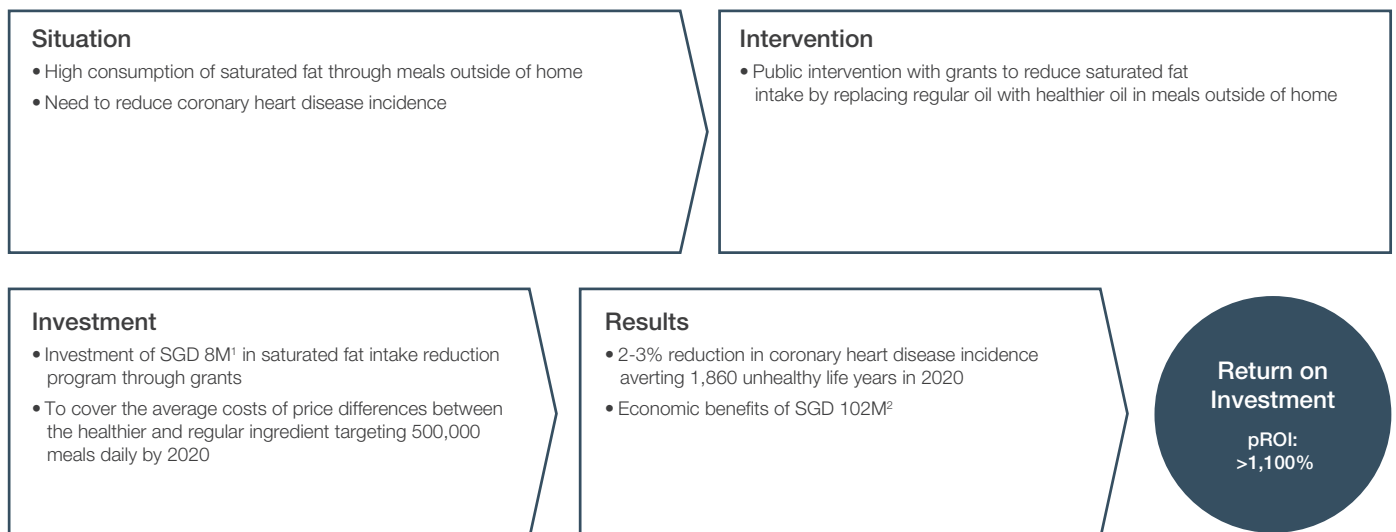 Situation
• High consumption of saturated fat through meals outside of home
• Need to reduce coronary heart disease incidence
Intervention
• Public intervention with grants to reduce saturated fat
intake by replacing regular oil with healthier oil in meals outside of home
Investment
• Investment of SGD 8M¹ in saturated fat intake reduction
program through grants
• To cover the average costs of price differences between
the healthier and regular ingredient targeting 500,000
meals daily by 2020
Results
• 2-3% reduction in coronary heart disease incidence
averting 1,860 unhealthy life years in 2020
• Economic benefits of SGD 102M²
Return on
Investment
pROI:
>1,100%